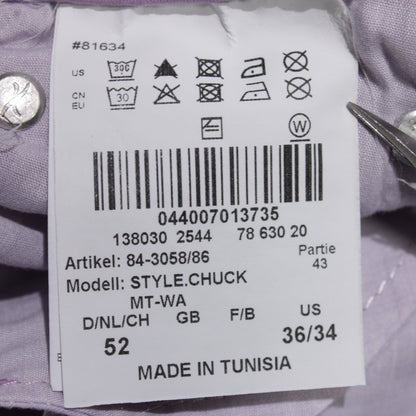 #81634
US 30C
CN
EU 30
W
044007013735
138030 2544 78 630 20
Artikel: 84-3058/86 Partie
43
Modell: STYLE.CHUCK
MT-WA
D/NL/CH GB F/B US
52 36/34
MADE IN TUNISIA